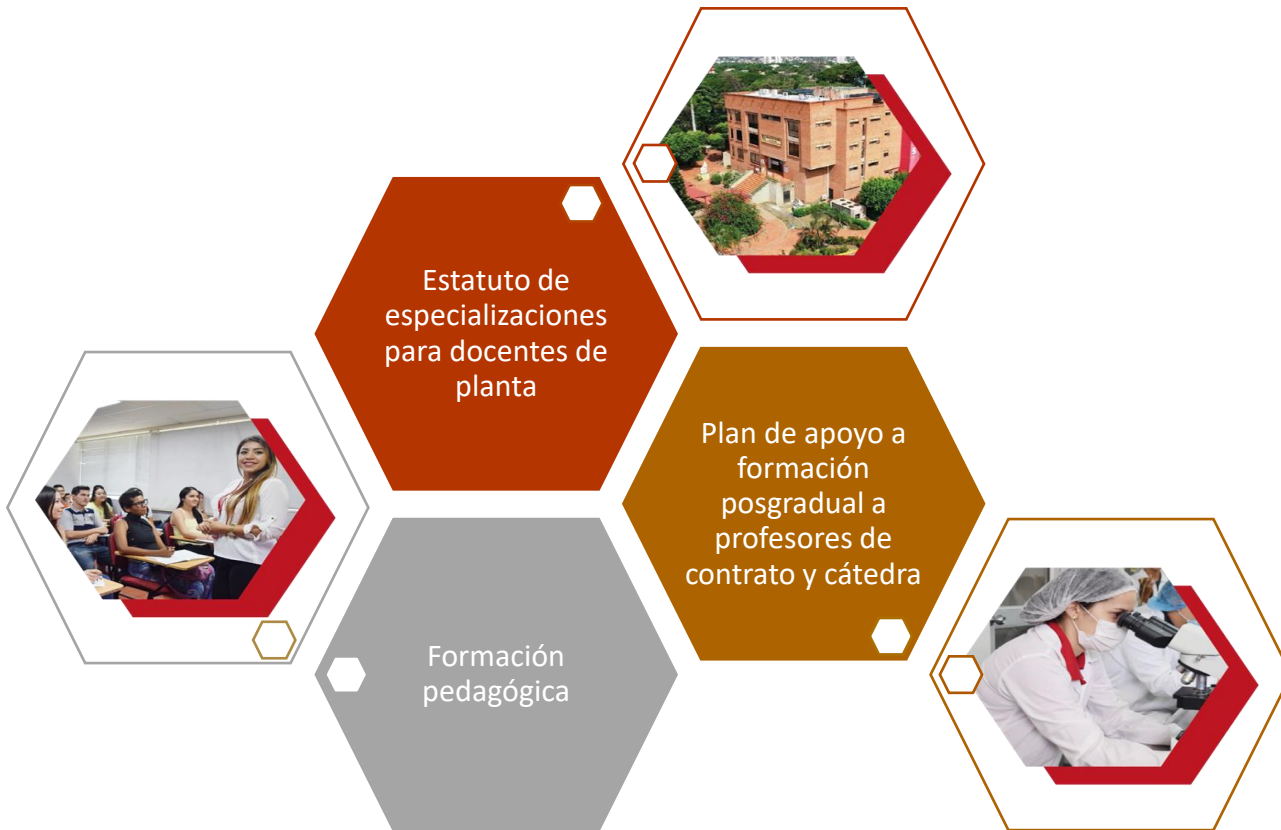 Estatuto de
especializaciones
para docentes de
planta
Plan de apoyo a
formación
posgradual a
profesores de
contrato y cátedra
Formación
pedagógica